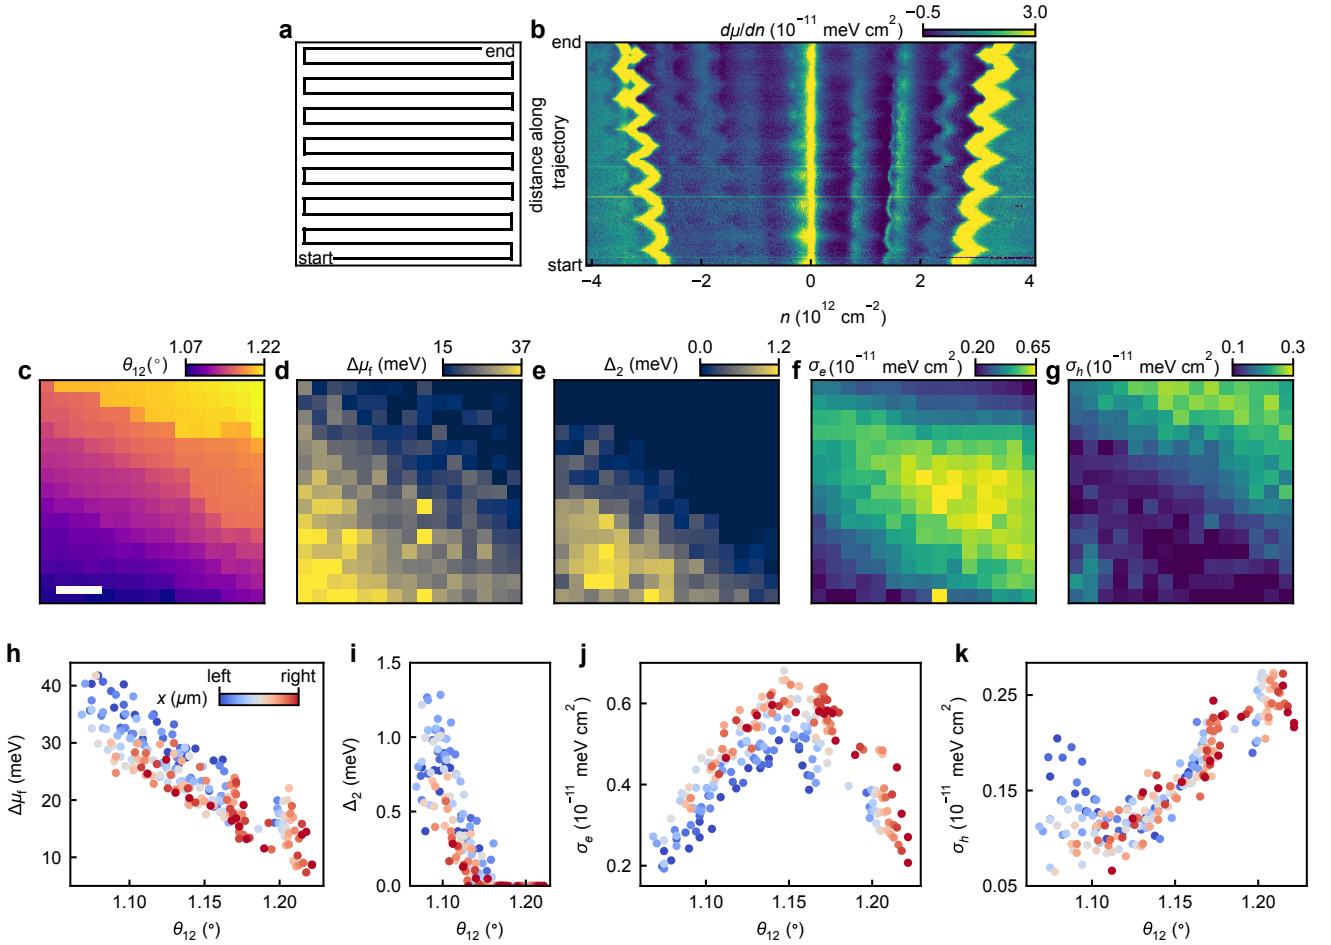 a
end
start
b
dμ/dn (10⁻¹¹ meV cm²)
−0.5
3.0
end
start
distance along
trajectory
−4
−2
0
2
4
n (10¹² cm⁻²)
c
θ₁₂(°)
1.07
1.22
d
Δμ_f (meV)
15
37
e
Δ₂ (meV)
0.0
1.2
f
σ_e(10⁻¹¹ meV cm²)
0.20
0.65
g
σ_h(10⁻¹¹ meV cm²)
0.1
0.3
h
left
right
x (μm)
40
30
20
10
Δμ_f (meV)
1.10
1.15
1.20
θ₁₂ (°)
i
1.5
1.0
0.5
0.0
Δ₂ (meV)
1.10
1.20
θ₁₂ (°)
j
0.6
0.4
0.2
σ_e (10⁻¹¹ meV cm²)
1.10
1.15
1.20
θ₁₂ (°)
k
0.25
0.15
0.05
σ_h (10⁻¹¹ meV cm²)
1.10
1.15
1.20
θ₁₂ (°)